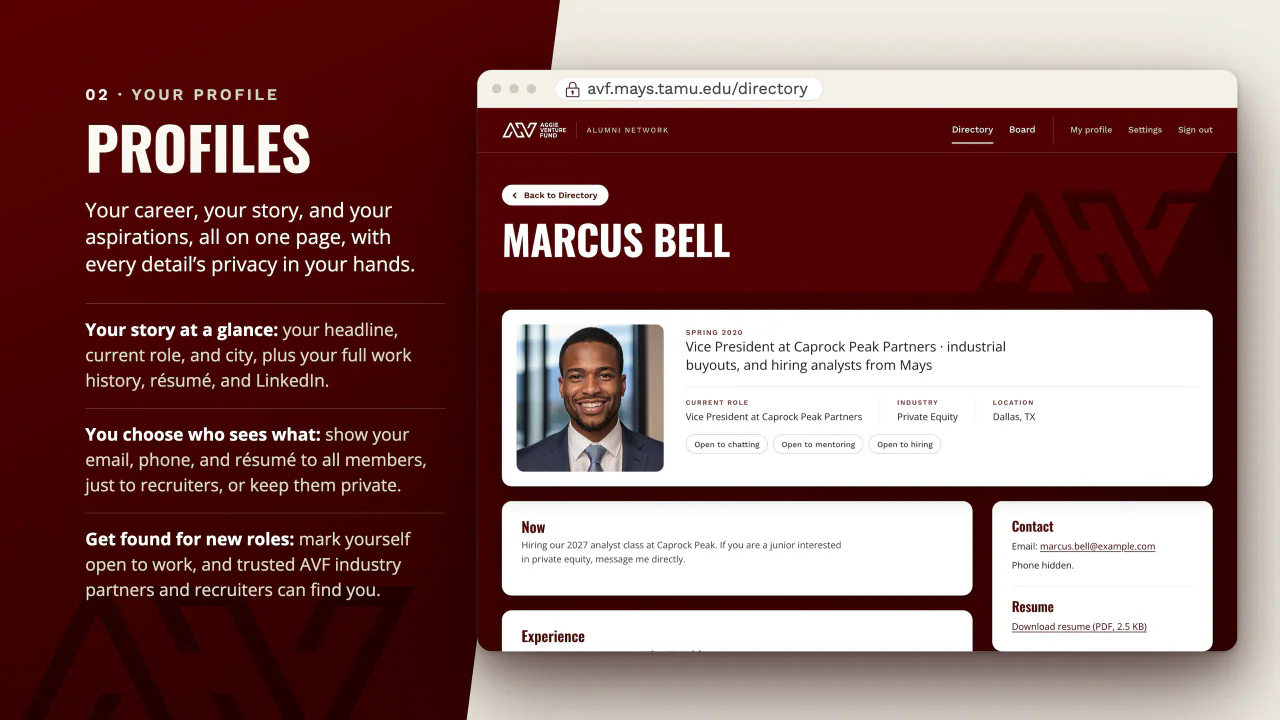 02 · YOUR PROFILE
PROFILES
Your career, your story, and your
aspirations, all on one page, with
every detail’s privacy in your hands.
Your story at a glance: your headline,
current role, and city, plus your full work
history, résumé, and LinkedIn.
You choose who sees what: show your
email, phone, and résumé to all members,
just to recruiters, or keep them private.
Get found for new roles: mark yourself
open to work, and trusted AVF industry
partners and recruiters can find you.
avf.mays.tamu.edu/directory
AGGIE
VENTURE
FUND
ALUMNI NETWORK
Directory Board My profile Settings Sign out
Back to Directory
MARCUS BELL
SPRING 2020
Vice President at Caprock Peak Partners · industrial
buyouts, and hiring analysts from Mays
CURRENT ROLE INDUSTRY LOCATION
Vice President at Caprock Peak Partners Private Equity Dallas, TX
Open to chatting Open to mentoring Open to hiring
Now
Hiring our 2027 analyst class at Caprock Peak. If you are a junior interested
in private equity, message me directly.
Experience
Contact
Email: marcus.bell@example.com
Phone hidden.
Resume
Download resume (PDF, 2.5 KB)